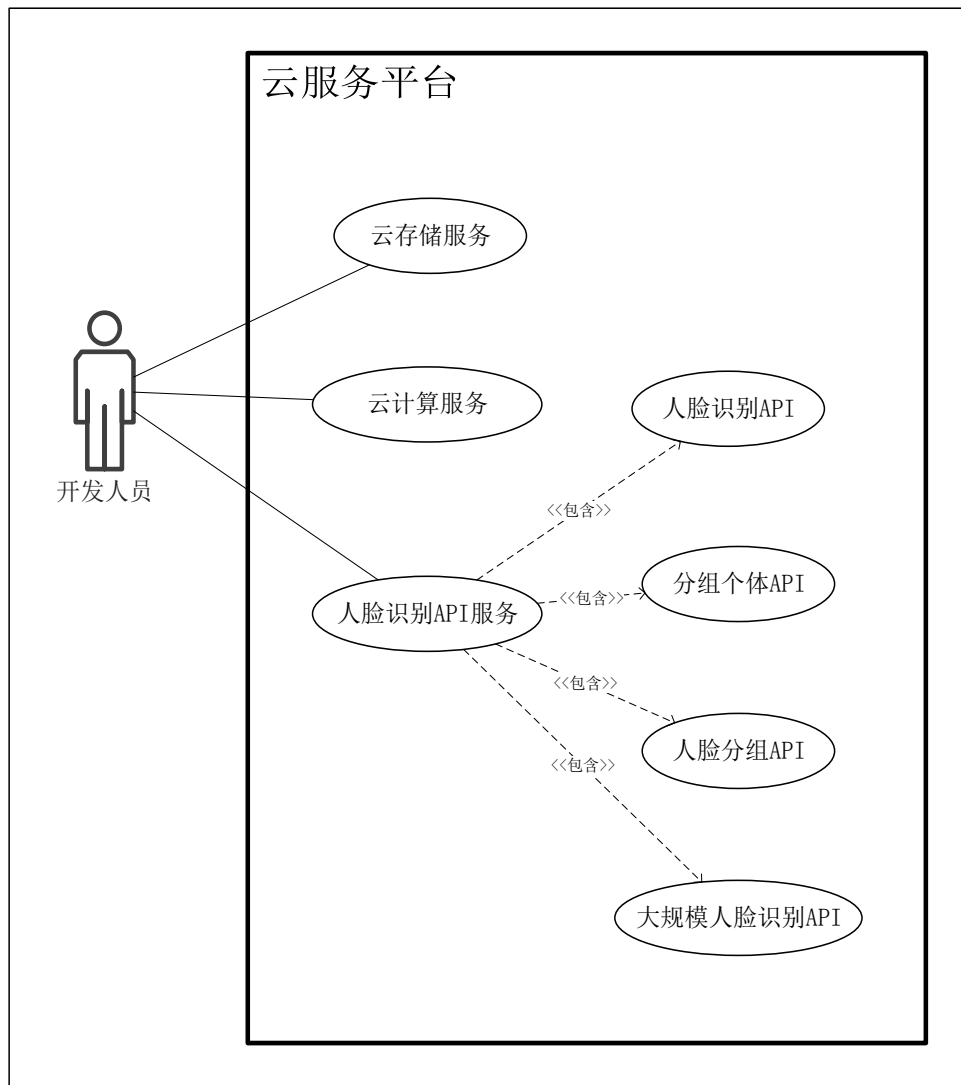 云服务平台
云存储服务
云计算服务
人脸识别API
<<包含>>
开发人员
分组个体API
<<包含>>
人脸识别API服务
<<包含>>
人脸分组API
<<包含>>
大规模人脸识别API